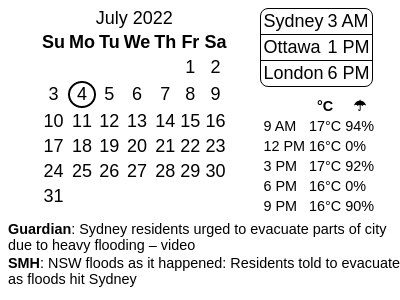 July 2022
Su Mo Tu We Th Fr Sa
1 2
3 4 5 6 7 8 9
10 11 12 13 14 15 16
17 18 19 20 21 22 23
24 25 26 27 28 29 30
31
Sydney 3 AM
Ottawa 1 PM
London 6 PM
°C ☂
9 AM 17°C 94%
12 PM 16°C 0%
3 PM 17°C 92%
6 PM 16°C 0%
9 PM 16°C 90%
Guardian: Sydney residents urged to evacuate parts of city
due to heavy flooding – video
SMH: NSW floods as it happened: Residents told to evacuate
as floods hit Sydney